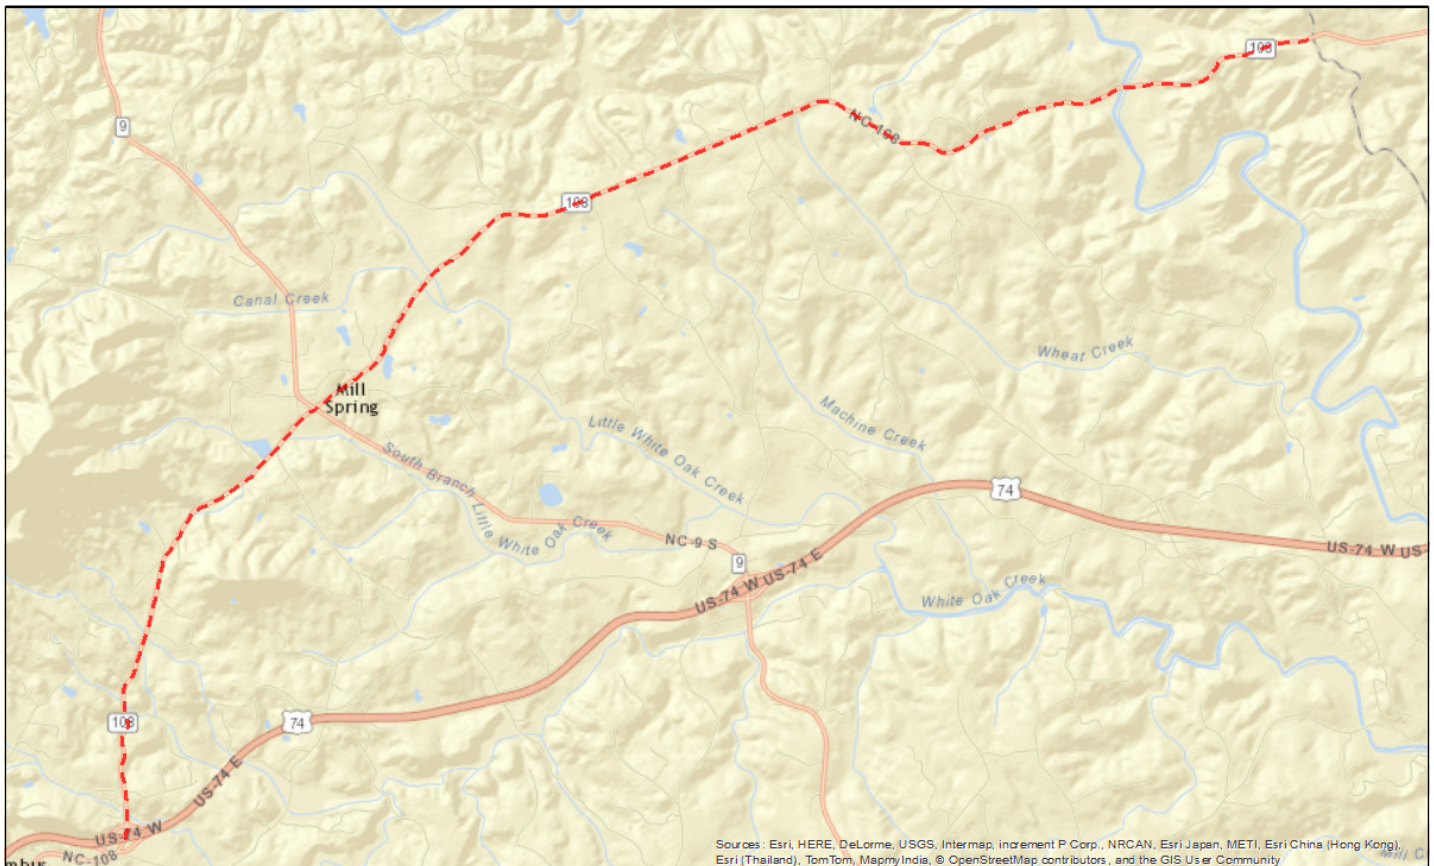 108
9
NC-108
108
Canal Creek
Wheat Creek
Mill
Spring
Machine Creek
Little White Oak Creek
South Branch Little White Oak Creek
74
NC-9 S
US-74 W US
9
US-74 W US-74 E
White Oak Creek
108
74
US-74 E
US-74 W
NC-108
mbus
Sources: Esri, HERE, DeLorme, USGS, Intermap, increment P Corp., NRCAN, Esri Japan, METI, Esri China (Hong Kong),
Esri (Thailand), TomTom, MapmyIndia, © OpenStreetMap contributors, and the GIS User Community
Mill C